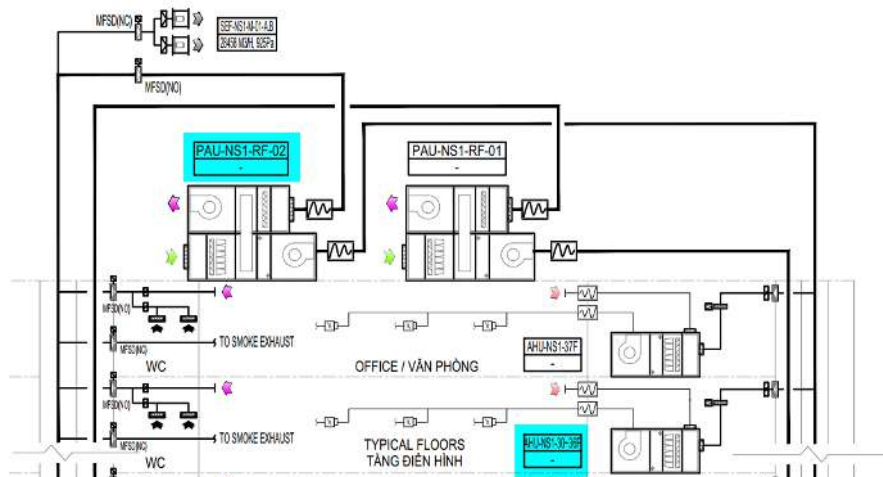 MFSD(NC)
SEF-NS1-M-01-A,B
28458 M3/H, 925Pa
MFSD(NO)
PAU-NS1-RF-02
-
PAU-NS1-RF-01
-
MFSD(NO)
MFSD(NC)
TO SMOKE EXHAUST
WC
OFFICE / VĂN PHÒNG
AHU-NS1-37F
-
MFSD(NO)
MFSD(NC)
TO SMOKE EXHAUST
WC
TYPICAL FLOORS
TẦNG ĐIỂN HÌNH
AHU-NS1-30~36F
-